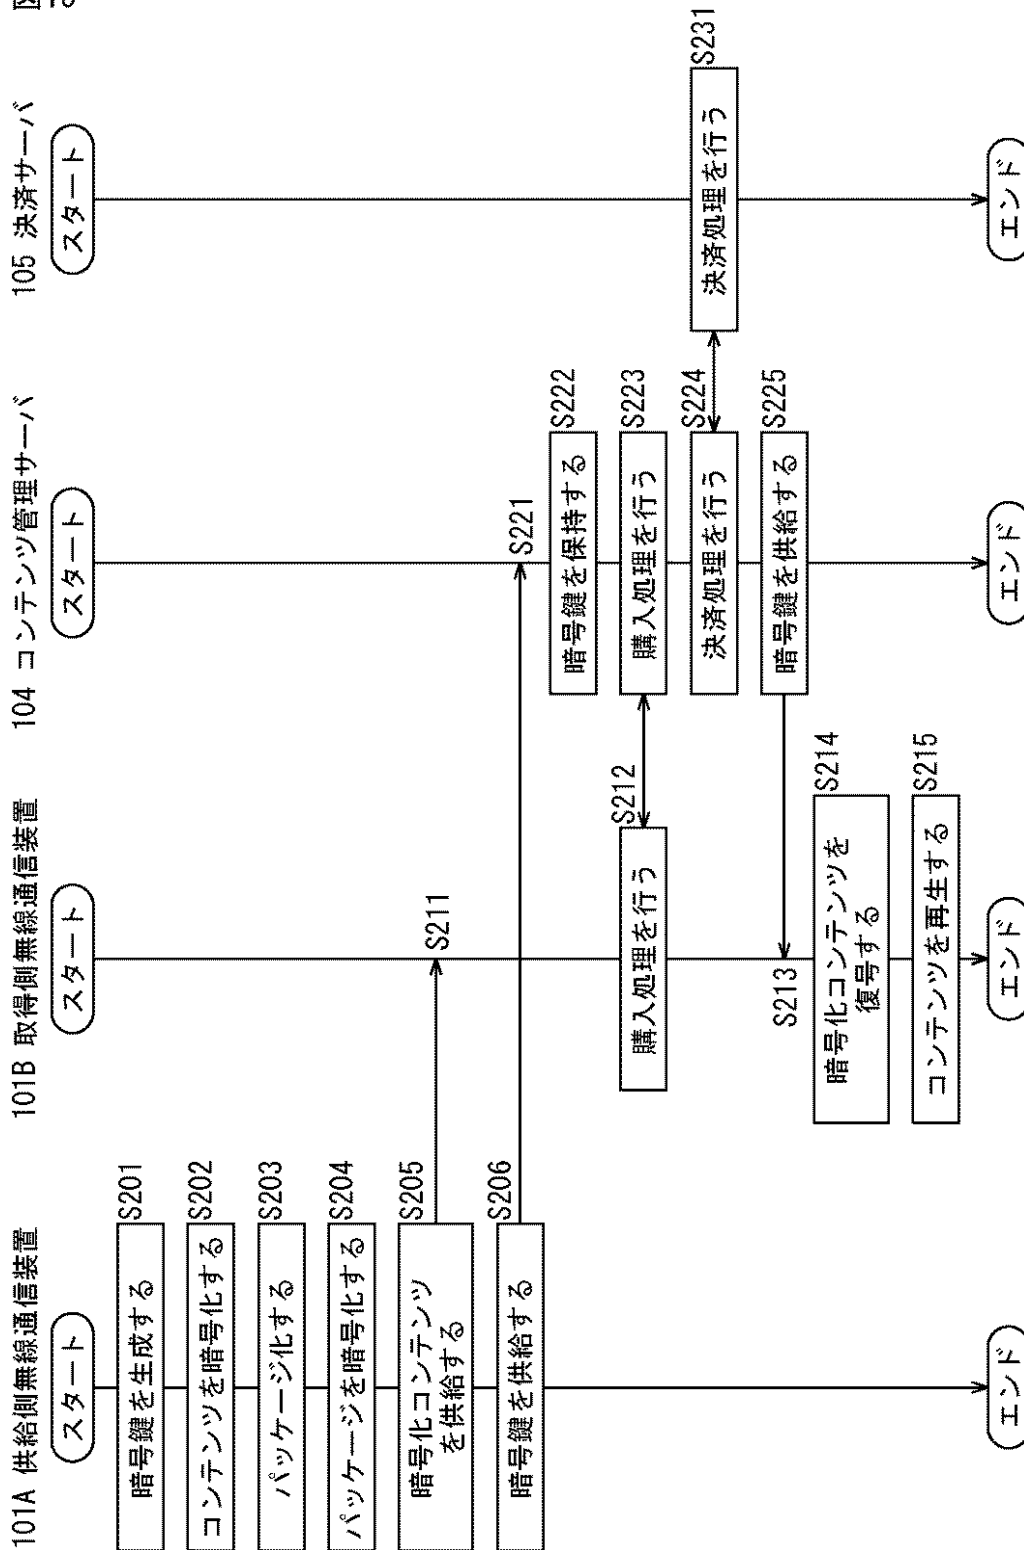 101A 供給側無線通信装置
スタート
暗号鍵を生成する
S201
コンテンツを暗号化する
S202
パッケージ化する
S203
パッケージを暗号化する
S204
暗号化コンテンツ
を供給する
S205
暗号鍵を供給する
S206
エンド
101B 取得側無線通信装置
スタート
S211
購入処理を行う
S212
S213
暗号化コンテンツを
復号する
S214
コンテンツを再生する
S215
エンド
104 コンテンツ管理サーバ
スタート
S221
暗号鍵を保持する
S222
購入処理を行う
S223
決済処理を行う
S224
暗号鍵を供給する
S225
エンド
105 決済サーバ
スタート
決済処理を行う
S231
エンド